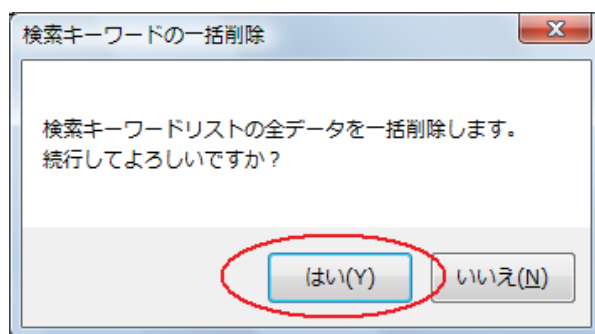 検索キーワードの一括削除
検索キーワードリストの全データを一括削除します。
続行してよろしいですか？
はい(Y) いいえ(N)